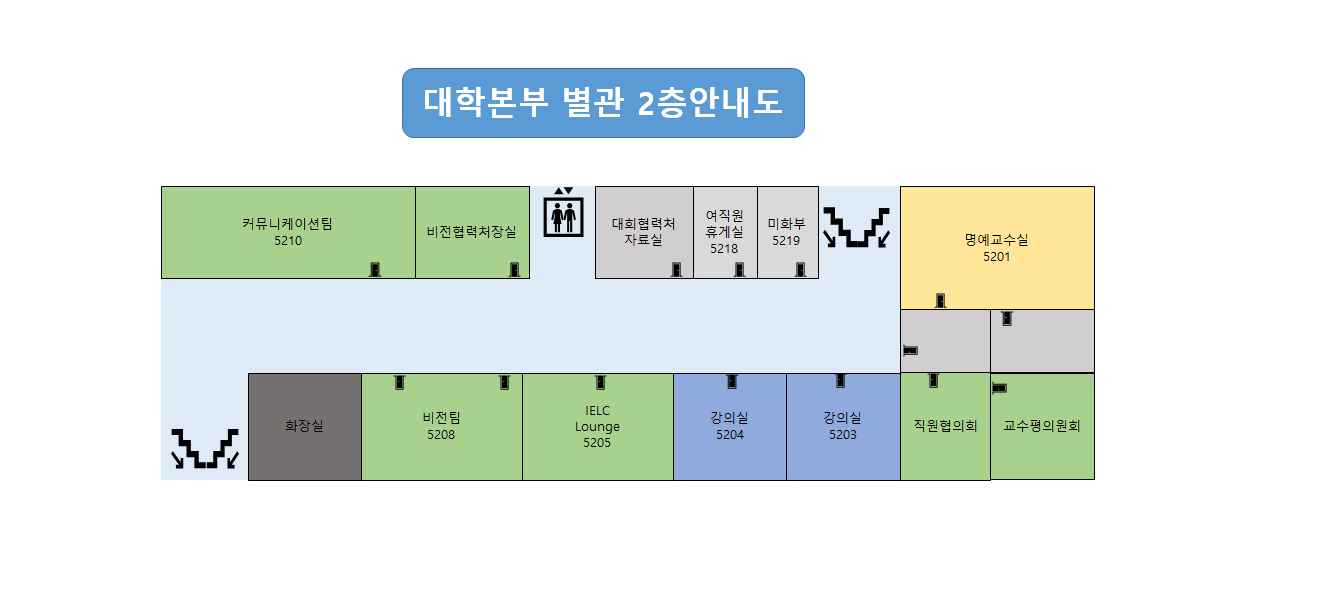 대학본부 별관 2층안내도
커뮤니케이션팀
5210
비전협력처장실
대회협력처
자료실
여직원
휴게실
5218
미화부
5219
명예교수실
5201
화장실
비전팀
5208
IELC
Lounge
5205
강의실
5204
강의실
5203
직원협의회
교수평의원회